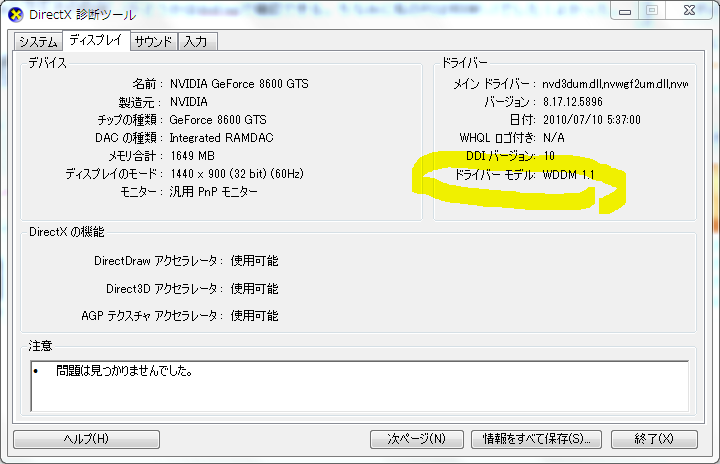 DirectX 診断ツール
システム ディスプレイ サウンド 入力
デバイス
名前： NVIDIA GeForce 8600 GTS
製造元： NVIDIA
チップの種類： GeForce 8600 GTS
DAC の種類： Integrated RAMDAC
メモリ合計： 1649 MB
ディスプレイのモード： 1440 x 900 (32 bit) (60Hz)
モニター： 汎用 PnP モニター
ドライバー
メイン ドライバー： nvd3dum.dll,nvwgf2um.dll,nvw
バージョン： 8.17.12.5896
日付: 2010/07/10 5:37:00
WHQL ロゴ付き: N/A
DDI バージョン: 10
ドライバー モデル: WDDM 1.1
DirectX の機能
DirectDraw アクセラレータ： 使用可能
Direct3D アクセラレータ： 使用可能
AGP テクスチャ アクセラレータ： 使用可能
注意
• 問題は見つかりませんでした。
ヘルプ(H) 次ページ(N) 情報をすべて保存(S)... 終了(X)